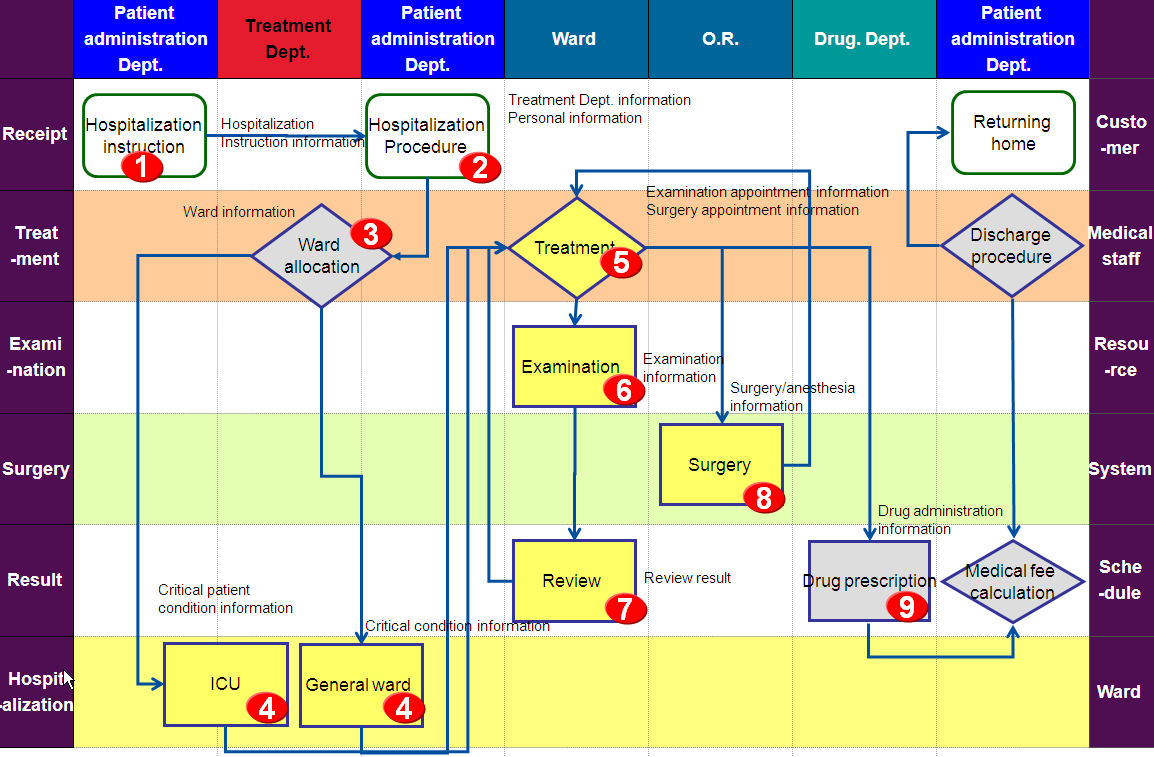 Patient
administration
Dept.
Treatment
Dept.
Patient
administration
Dept.
Ward
O.R.
Drug. Dept.
Patient
administration
Dept.
Receipt
Hospitalization
instruction
1
Hospitalization
Instruction information
Hospitalization
Procedure
2
Treatment Dept. information
Personal information
Returning
home
Custo
-mer
Treat
-ment
Ward information
Ward
allocation
3
Treatment
5
Examination appointment information
Surgery appointment information
Discharge
procedure
Medical
staff
Exami
-nation
Examination
6
Examination
information
Surgery/anesthesia
information
Resou
-rce
Surgery
Surgery
8
System
Drug administration
information
Result
Critical patient
condition information
Review
7
Review result
Drug prescription
9
Medical fee
calculation
Sche
-dule
Critical condition information
Hospit
-alization
ICU
4
General ward
4
Ward